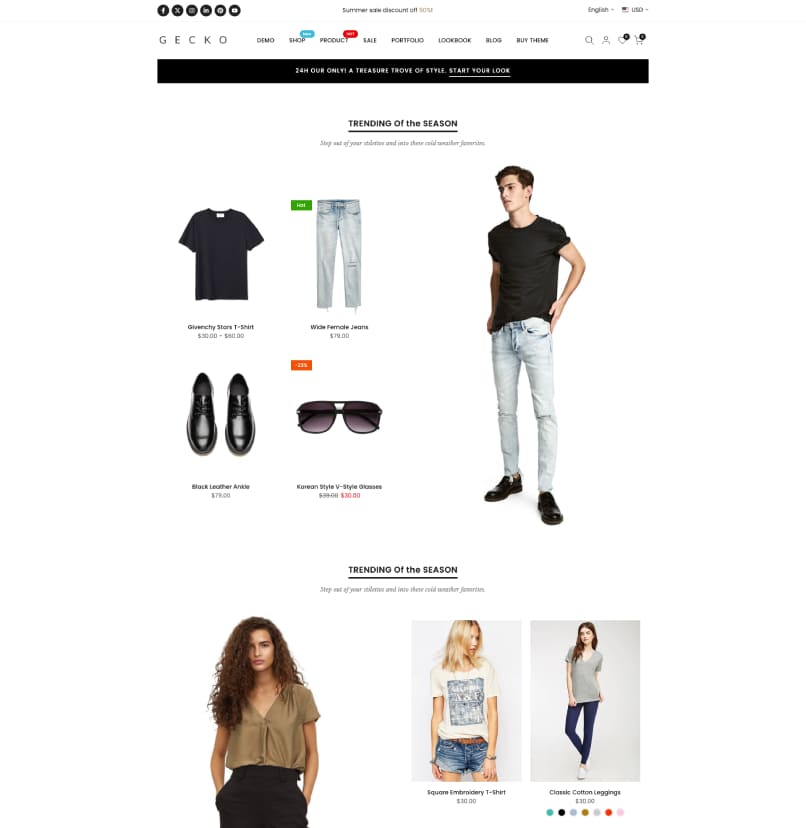 Summer sale discount off 50%!
English
USD
GECKO
DEMO
SHOP
New
PRODUCT
HOT
SALE
PORTFOLIO
LOOKBOOK
BLOG
BUY THEME
0
0
24H OUR ONLY! A TREASURE TROVE OF STYLE. START YOUR LOOK
TRENDING Of the SEASON
Step out of your stilettos and into these cold weather favorites.
Hot
Givenchy Stars T-Shirt
$30.00 – $60.00
Wide Female Jeans
$79.00
-23%
Black Leather Ankle
$79.00
Korean Style V-Style Glasses
$39.00 $30.00
TRENDING Of the SEASON
Step out of your stilettos and into these cold weather favorites.
Square Embroidery T-Shirt
$30.00
Classic Cotton Leggings
$30.00